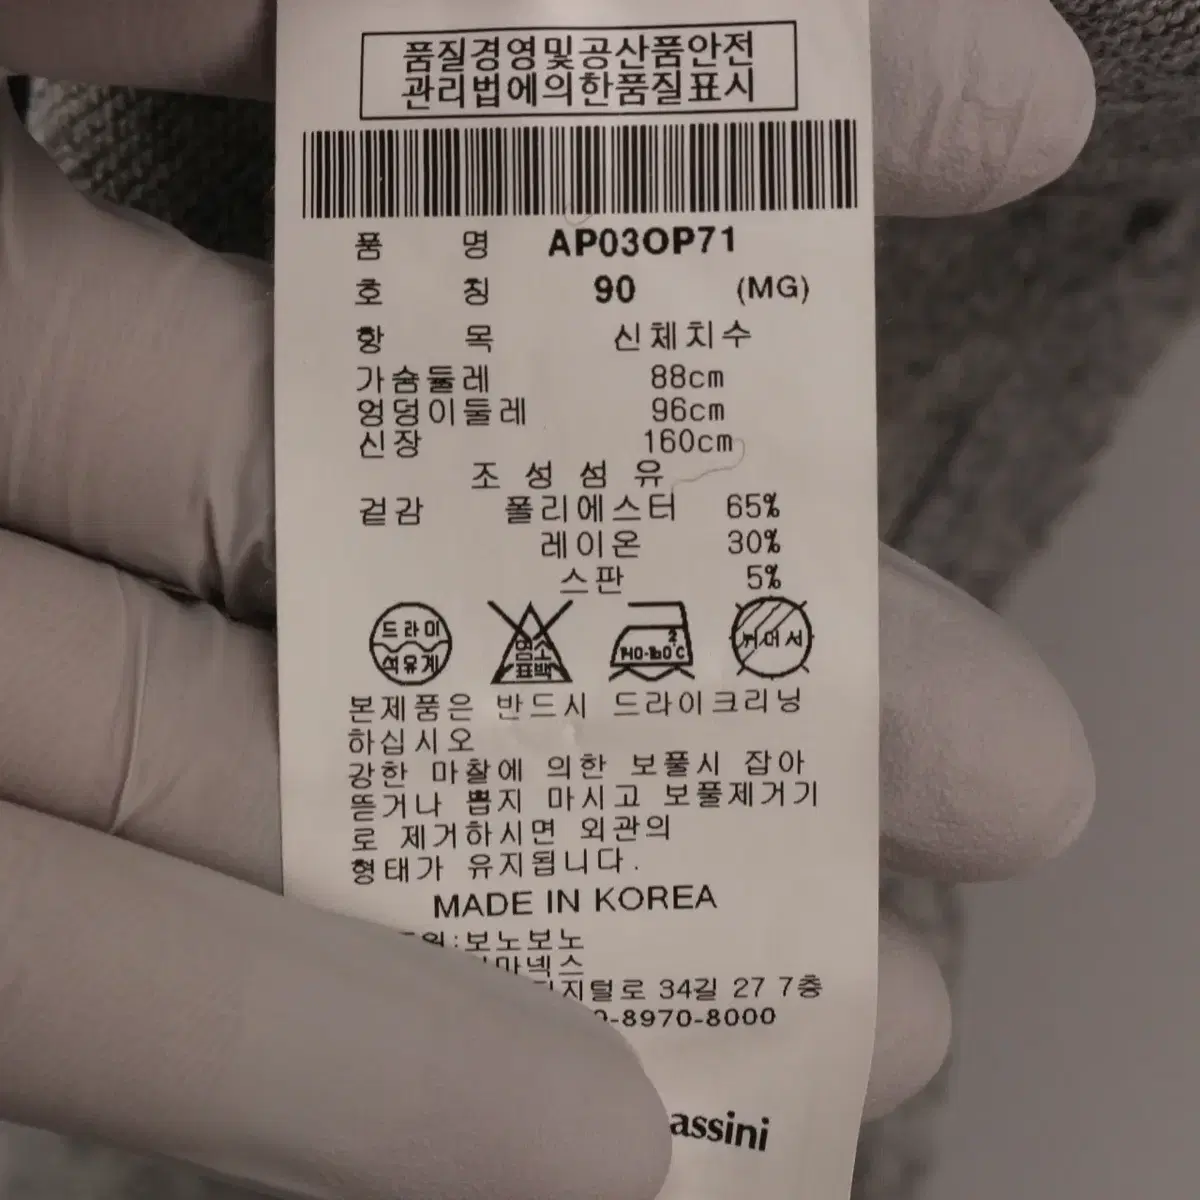 품질경영및공산품안전
관리법에의한품질표시
품 명 AP03OP71
호 칭 90 (MG)
항 목 신체치수
가슴둘레 88cm
엉덩이둘레 96cm
신장 160cm
조성섬유
겉감 폴리에스터 65%
레이온 30%
스판 5%
드라이
석유계
염소
표백
2
140-160°C
뉘어서
본제품은 반드시 드라이크리닝
하십시오
강한 마찰에 의한 보풀시 잡아
뜯거나 뽑지 마시고 보풀제거기
로 제거하시면 외관의
형태가 유지됩니다.
MADE IN KOREA
원:보노보노
마넥스
지털로 34길 27 7층
-8970-8000
assini